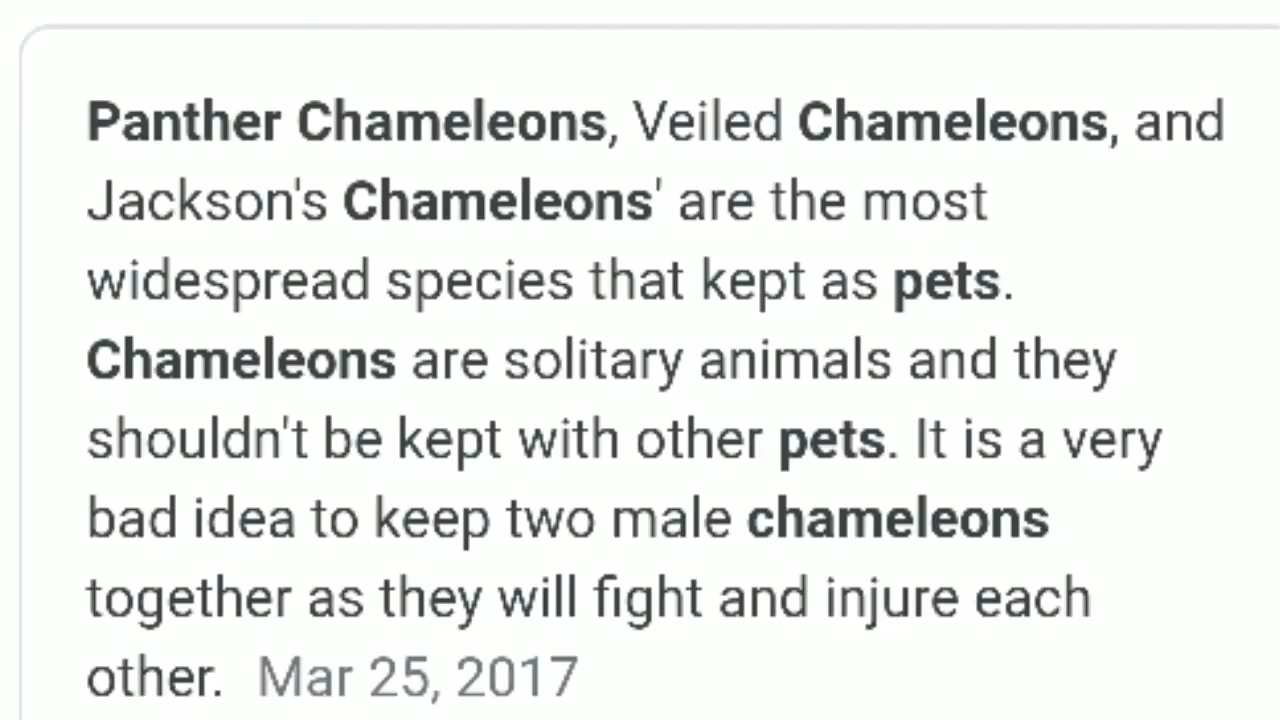 Panther Chameleons, Veiled Chameleons, and
Jackson's Chameleons' are the most
widespread species that kept as pets.
Chameleons are solitary animals and they
shouldn't be kept with other pets. It is a very
bad idea to keep two male chameleons
together as they will fight and injure each
other. Mar 25, 2017